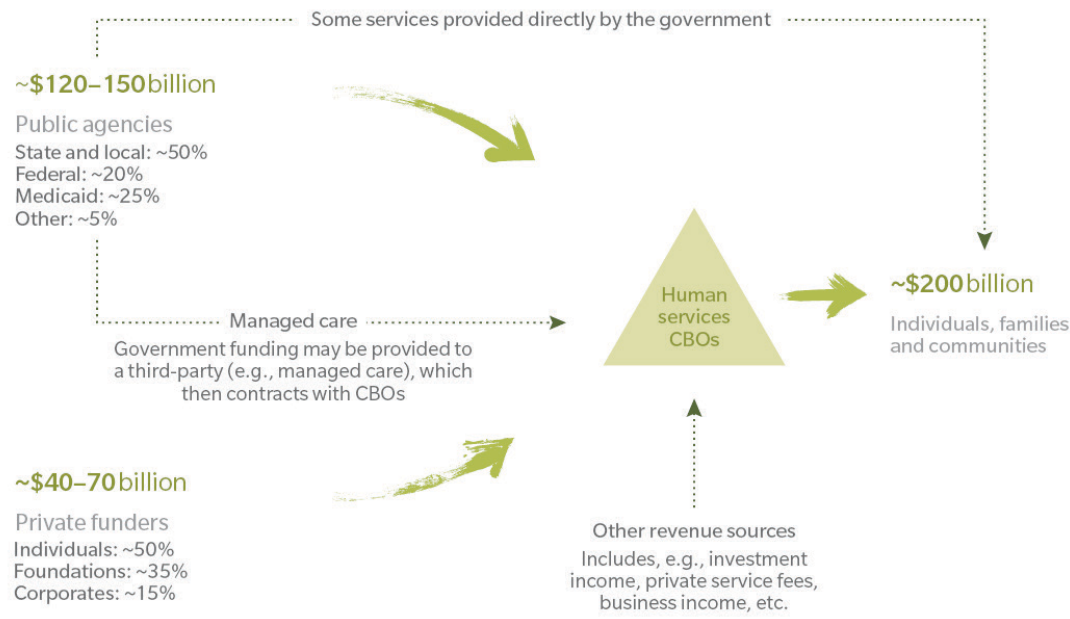 Some services provided directly by the government
~$120–150 billion
Public agencies
State and local: ~50%
Federal: ~20%
Medicaid: ~25%
Other: ~5%
Managed care
Government funding may be provided to
a third-party (e.g., managed care), which
then contracts with CBOs
~$40–70 billion
Private funders
Individuals: ~50%
Foundations: ~35%
Corporates: ~15%
Human
services
CBOs
Other revenue sources
Includes, e.g., investment
income, private service fees,
business income, etc.
~$200 billion
Individuals, families
and communities